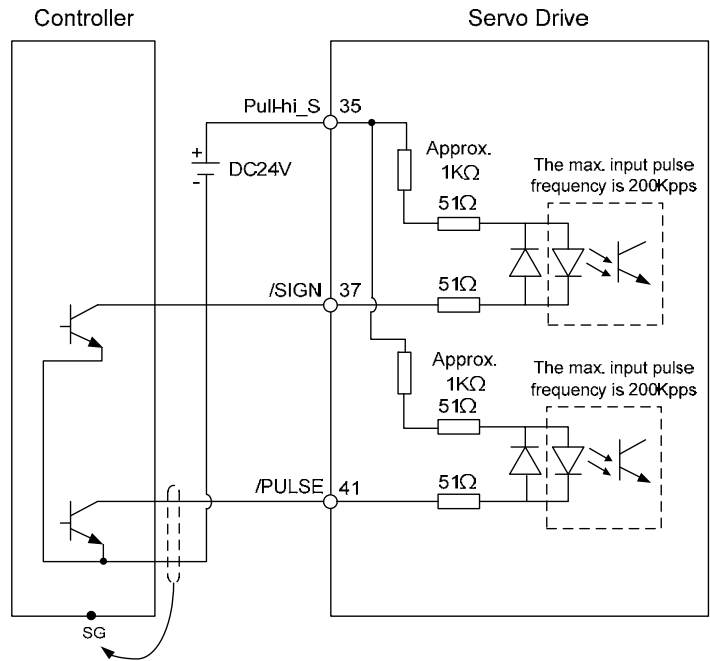 Controller
Servo Drive
Pull-hi_S
35
+
-
DC24V
Approx.
1KΩ
51Ω
The max. input pulse
frequency is 200Kpps
/SIGN
37
51Ω
Approx.
1KΩ
51Ω
The max. input pulse
frequency is 200Kpps
/PULSE
41
51Ω
SG